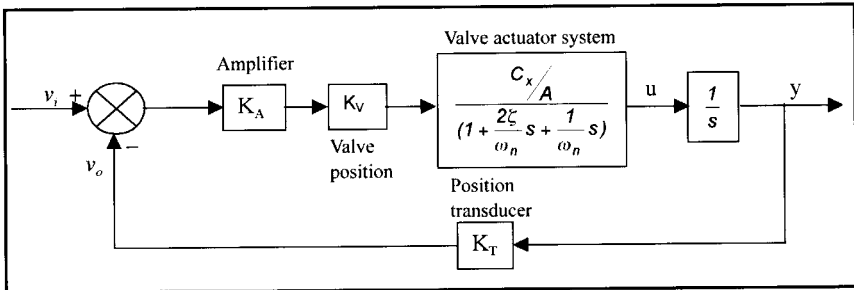 Valve actuator system
Amplifier
v_i +
K_A
K_V
C_x/A
(1 + 2ζ/ω_n s + 1/ω_n s)
u
1/s
y
v_o −
Valve
position
Position
transducer
K_T